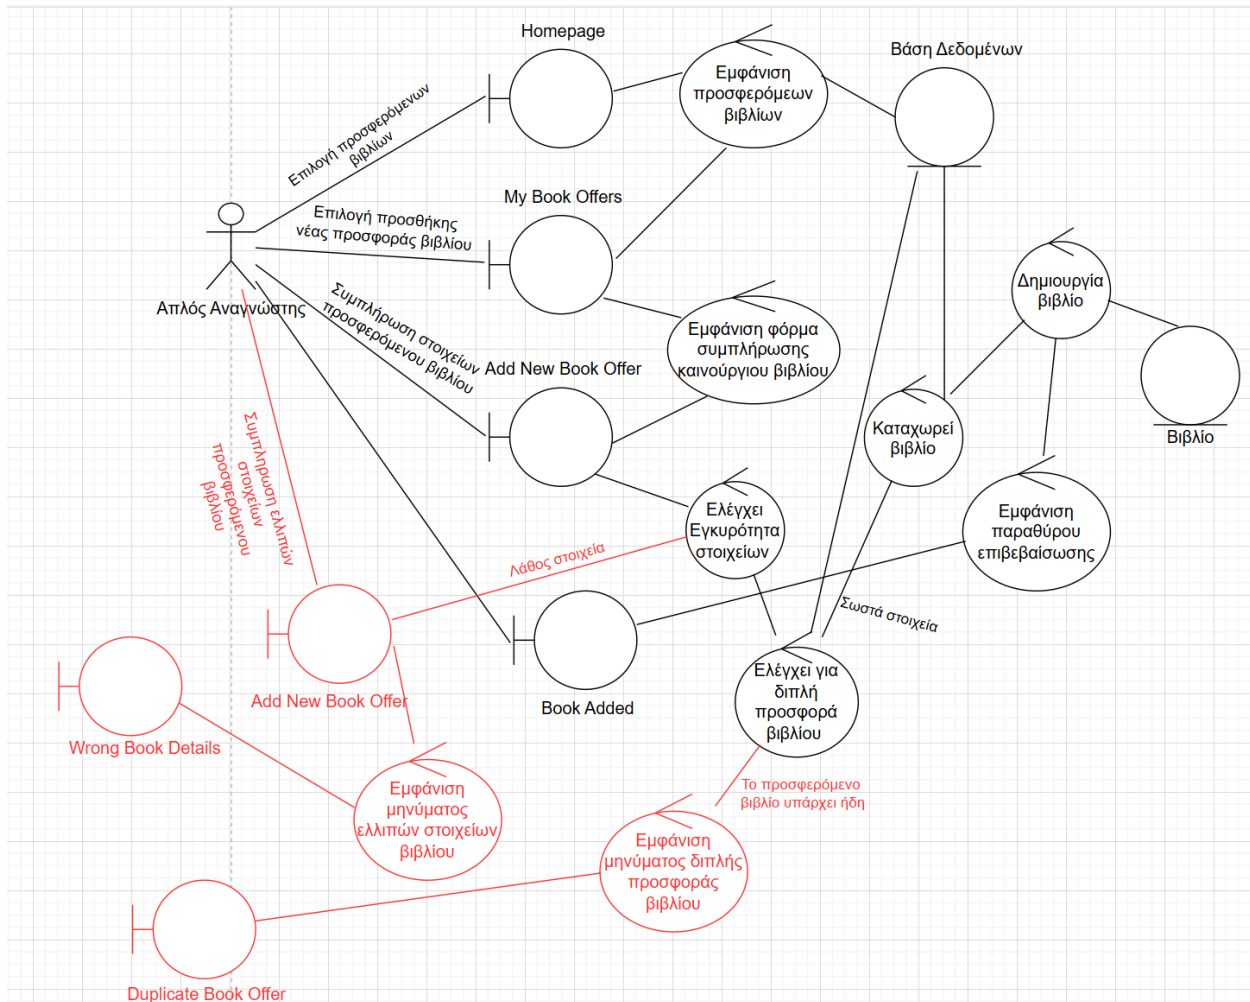 Homepage
Εμφάνιση
προσφερόμεων
βιβλίων
Βάση Δεδομένων
Επιλογή προσφερόμενων
βιβλίων
My Book Offers
Επιλογή προσθήκης
νέας προσφοράς βιβλίου
Δημιουργία
βιβλίο
Απλός Αναγνώστης
Συμπλήρωση στοιχείων
προσφερόμενου βιβλίου
Εμφάνιση φόρμα
συμπλήρωσης
καινούργιου βιβλίου
Add New Book Offer
Καταχωρεί
βιβλίο
Βιβλίο
Συμπληρωση ελλιπών
στοιχείων
προσφερόμενου
βιβλίου
Ελέγχει
Εγκυρότητα
στοιχείων
Εμφάνιση
παραθύρου
επιβεβαίσωσης
Λάθος στοιχεία
Σωστά στοιχεία
Add New Book Offer
Book Added
Ελέγχει για
διπλή
προσφορά
βιβλίου
Wrong Book Details
Εμφάνιση
μηνύματος
ελλιπών στοιχείων
βιβλίου
Το προσφερόμενο
βιβλίο υπάρχει ήδη
Εμφάνιση
μηνύματος διπλής
προσφοράς
βιβλίου
Duplicate Book Offer